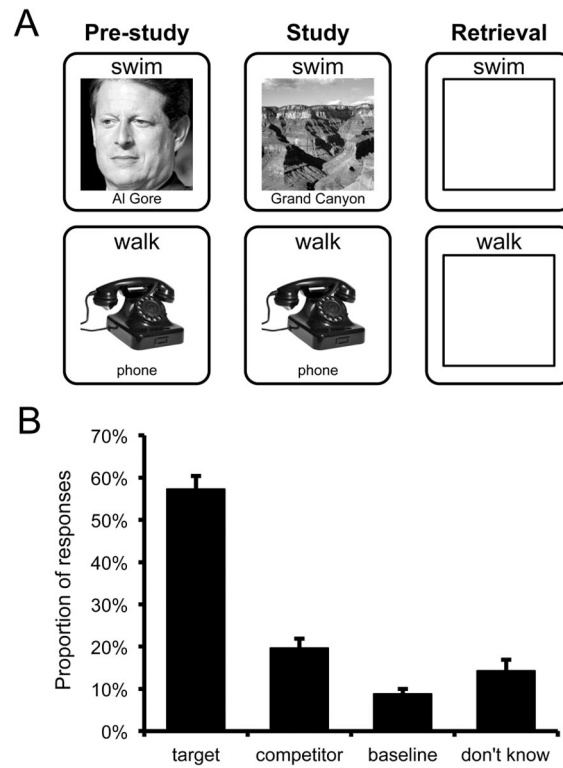 A
Pre-study Study Retrieval
swim swim swim
Al Gore Grand Canyon
walk walk walk
phone phone
B
Proportion of responses
70%
60%
50%
40%
30%
20%
10%
0%
target competitor baseline don't know